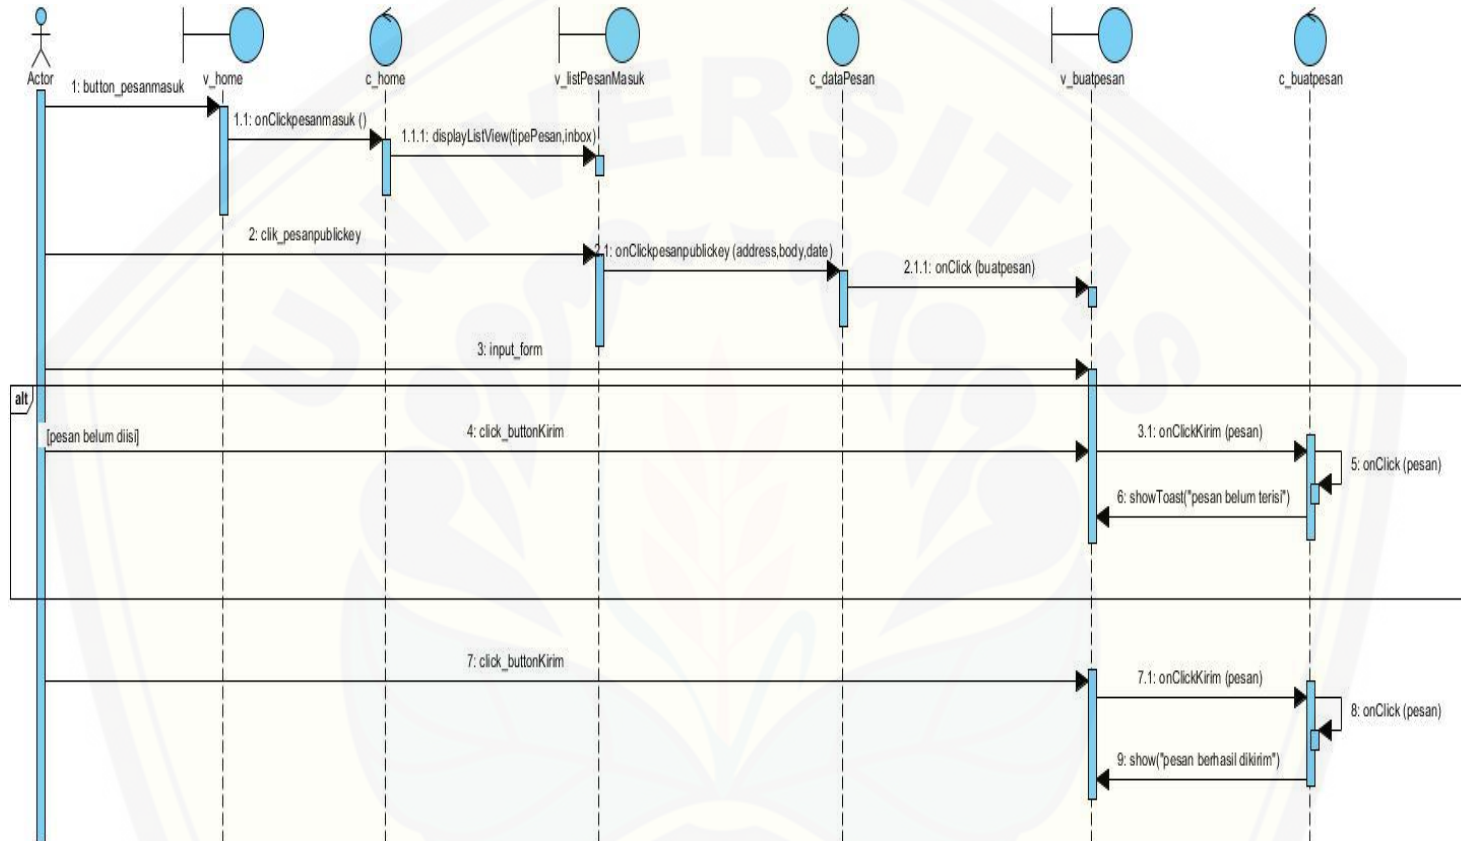 Actor
v_home
c_home
v_listPesanMasuk
c_dataPesan
v_buatpesan
c_buatpesan
1: button_pesanmasuk
1.1: onClickpesanmasuk ()
1.1.1: displayListView(tipePesan,inbox)
2: clik_pesanpublickey
2.1: onClickpesanpublickey (address,body,date)
2.1.1: onClick (buatpesan)
3: input_form
alt
[pesan belum diisi]
4: click_buttonKirim
3.1: onClickKirim (pesan)
5: onClick (pesan)
6: showToast("pesan belum terisi")
7: click_buttonKirim
7.1: onClickKirim (pesan)
8: onClick (pesan)
9: show("pesan berhasil dikirim")
UNIVERSITAS